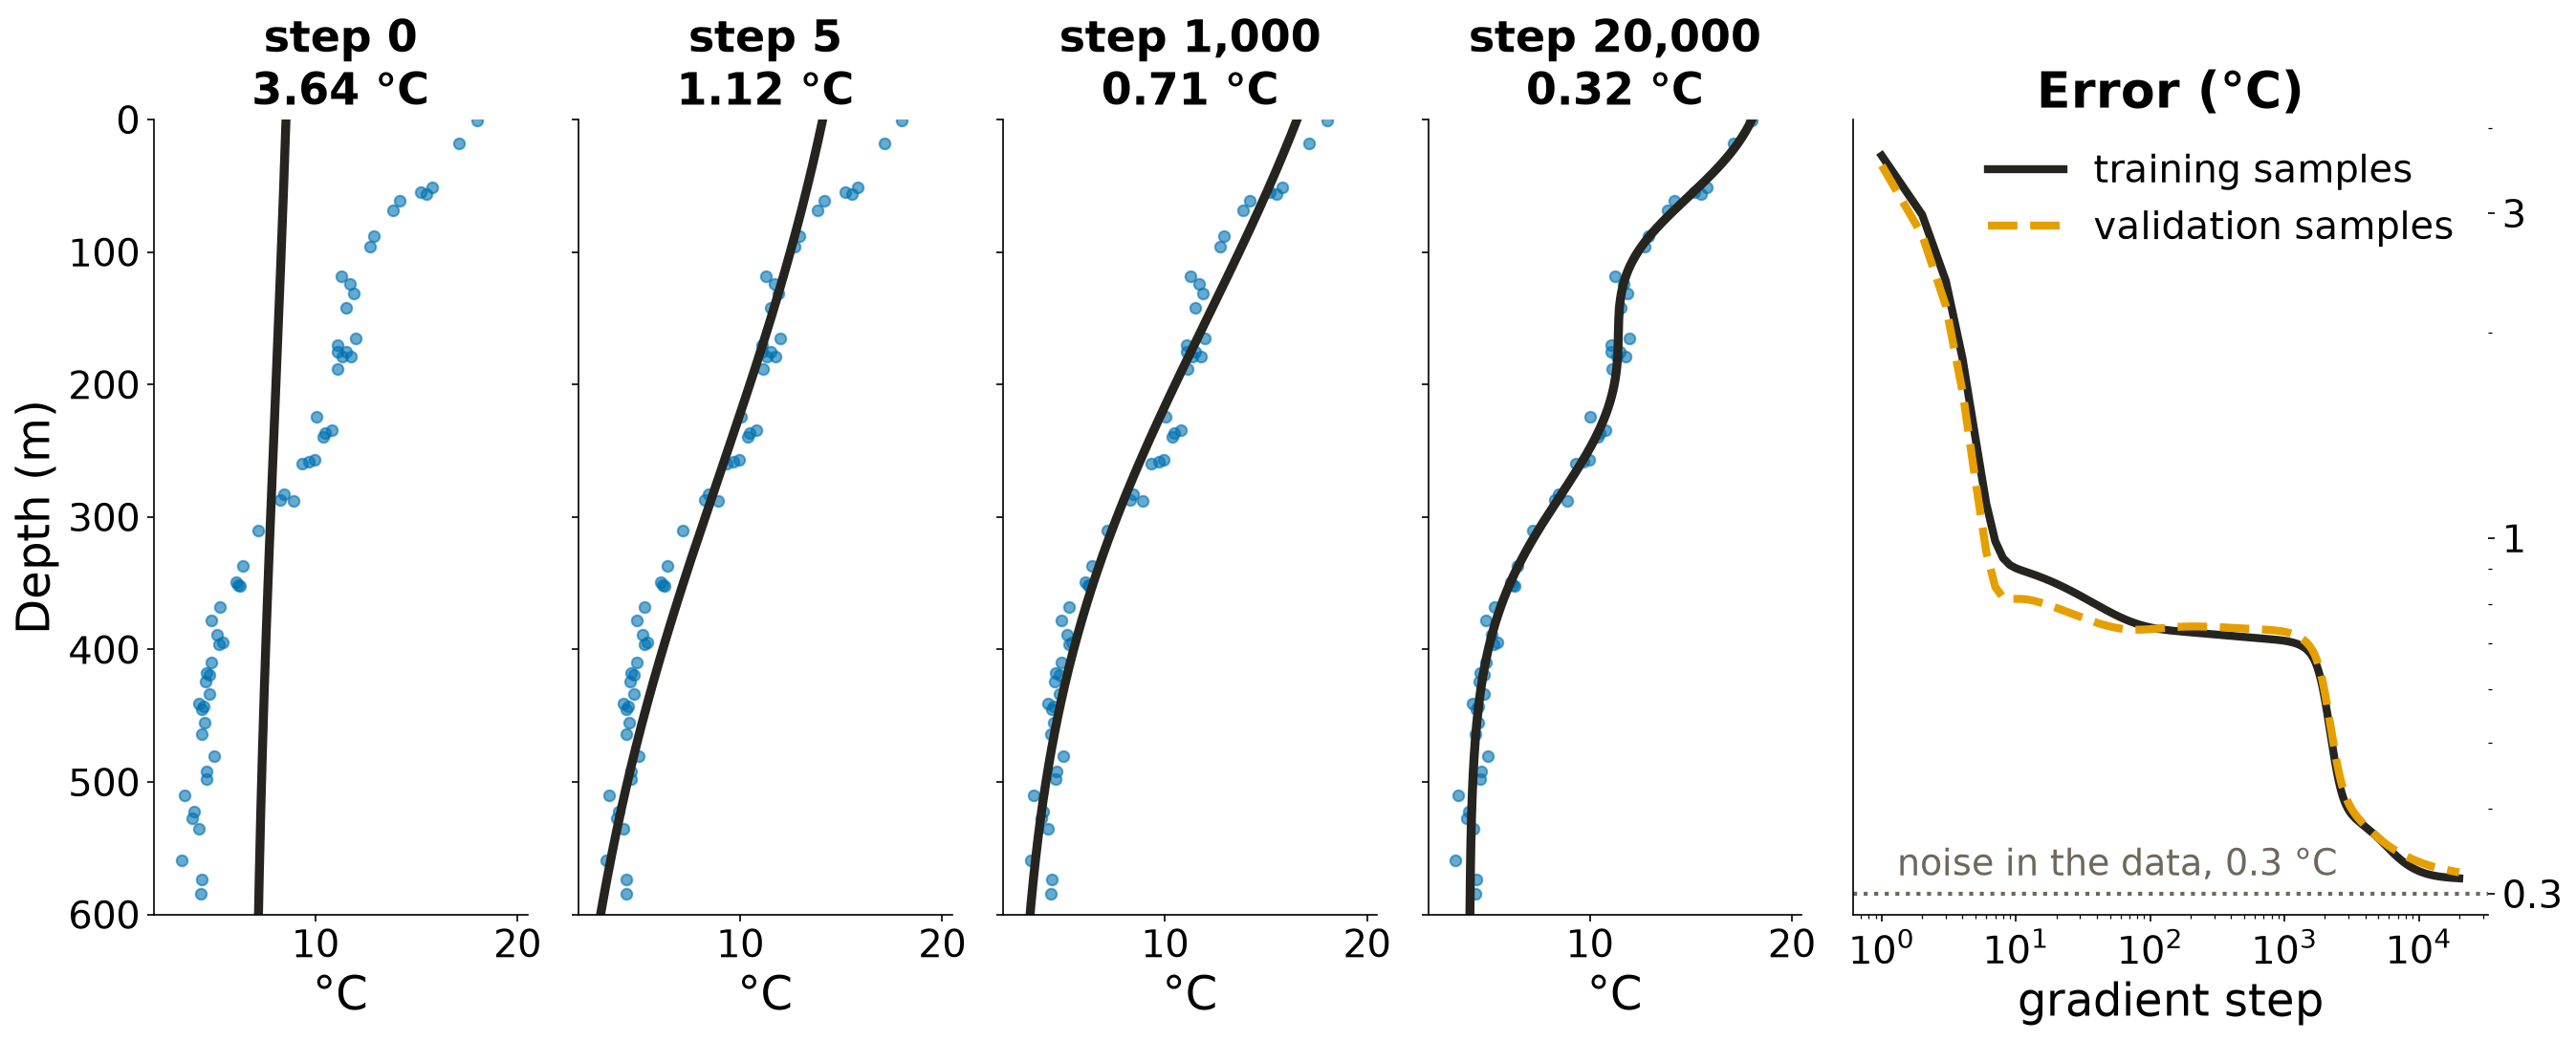 step 0
3.64 °C
step 5
1.12 °C
step 1,000
0.71 °C
step 20,000
0.32 °C
Error (°C)
training samples
validation samples
noise in the data, 0.3 °C
Depth (m)
0
100
200
300
400
500
600
10 20
°C
10 20
°C
10 20
°C
10 20
°C
3
1
0.3
10⁰ 10¹ 10² 10³ 10⁴
gradient step